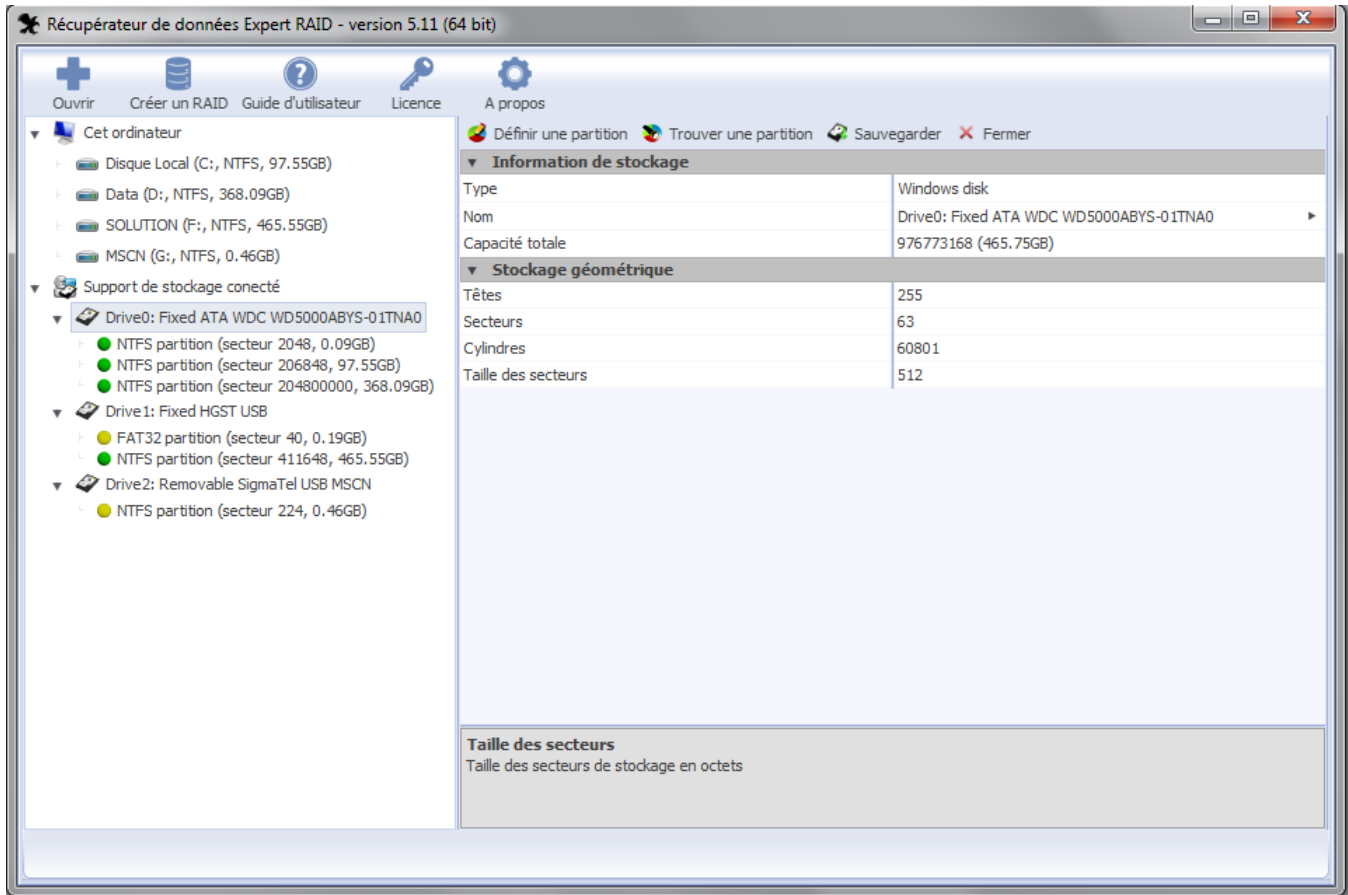 Récupérateur de données Expert RAID - version 5.11 (64 bit)
Ouvrir Créer un RAID Guide d'utilisateur Licence A propos
Cet ordinateur
Disque Local (C:, NTFS, 97.55GB)
Data (D:, NTFS, 368.09GB)
SOLUTION (F:, NTFS, 465.55GB)
MSCN (G:, NTFS, 0.46GB)
Support de stockage conecté
Drive0: Fixed ATA WDC WD5000ABYS-01TNA0
NTFS partition (secteur 2048, 0.09GB)
NTFS partition (secteur 206848, 97.55GB)
NTFS partition (secteur 204800000, 368.09GB)
Drive1: Fixed HGST USB
FAT32 partition (secteur 40, 0.19GB)
NTFS partition (secteur 411648, 465.55GB)
Drive2: Removable SigmaTel USB MSCN
NTFS partition (secteur 224, 0.46GB)
Définir une partition Trouver une partition Sauvegarder Fermer
Information de stockage
Type Windows disk
Nom Drive0: Fixed ATA WDC WD5000ABYS-01TNA0
Capacité totale 976773168 (465.75GB)
Stockage géométrique
Têtes 255
Secteurs 63
Cylindres 60801
Taille des secteurs 512
Taille des secteurs
Taille des secteurs de stockage en octets